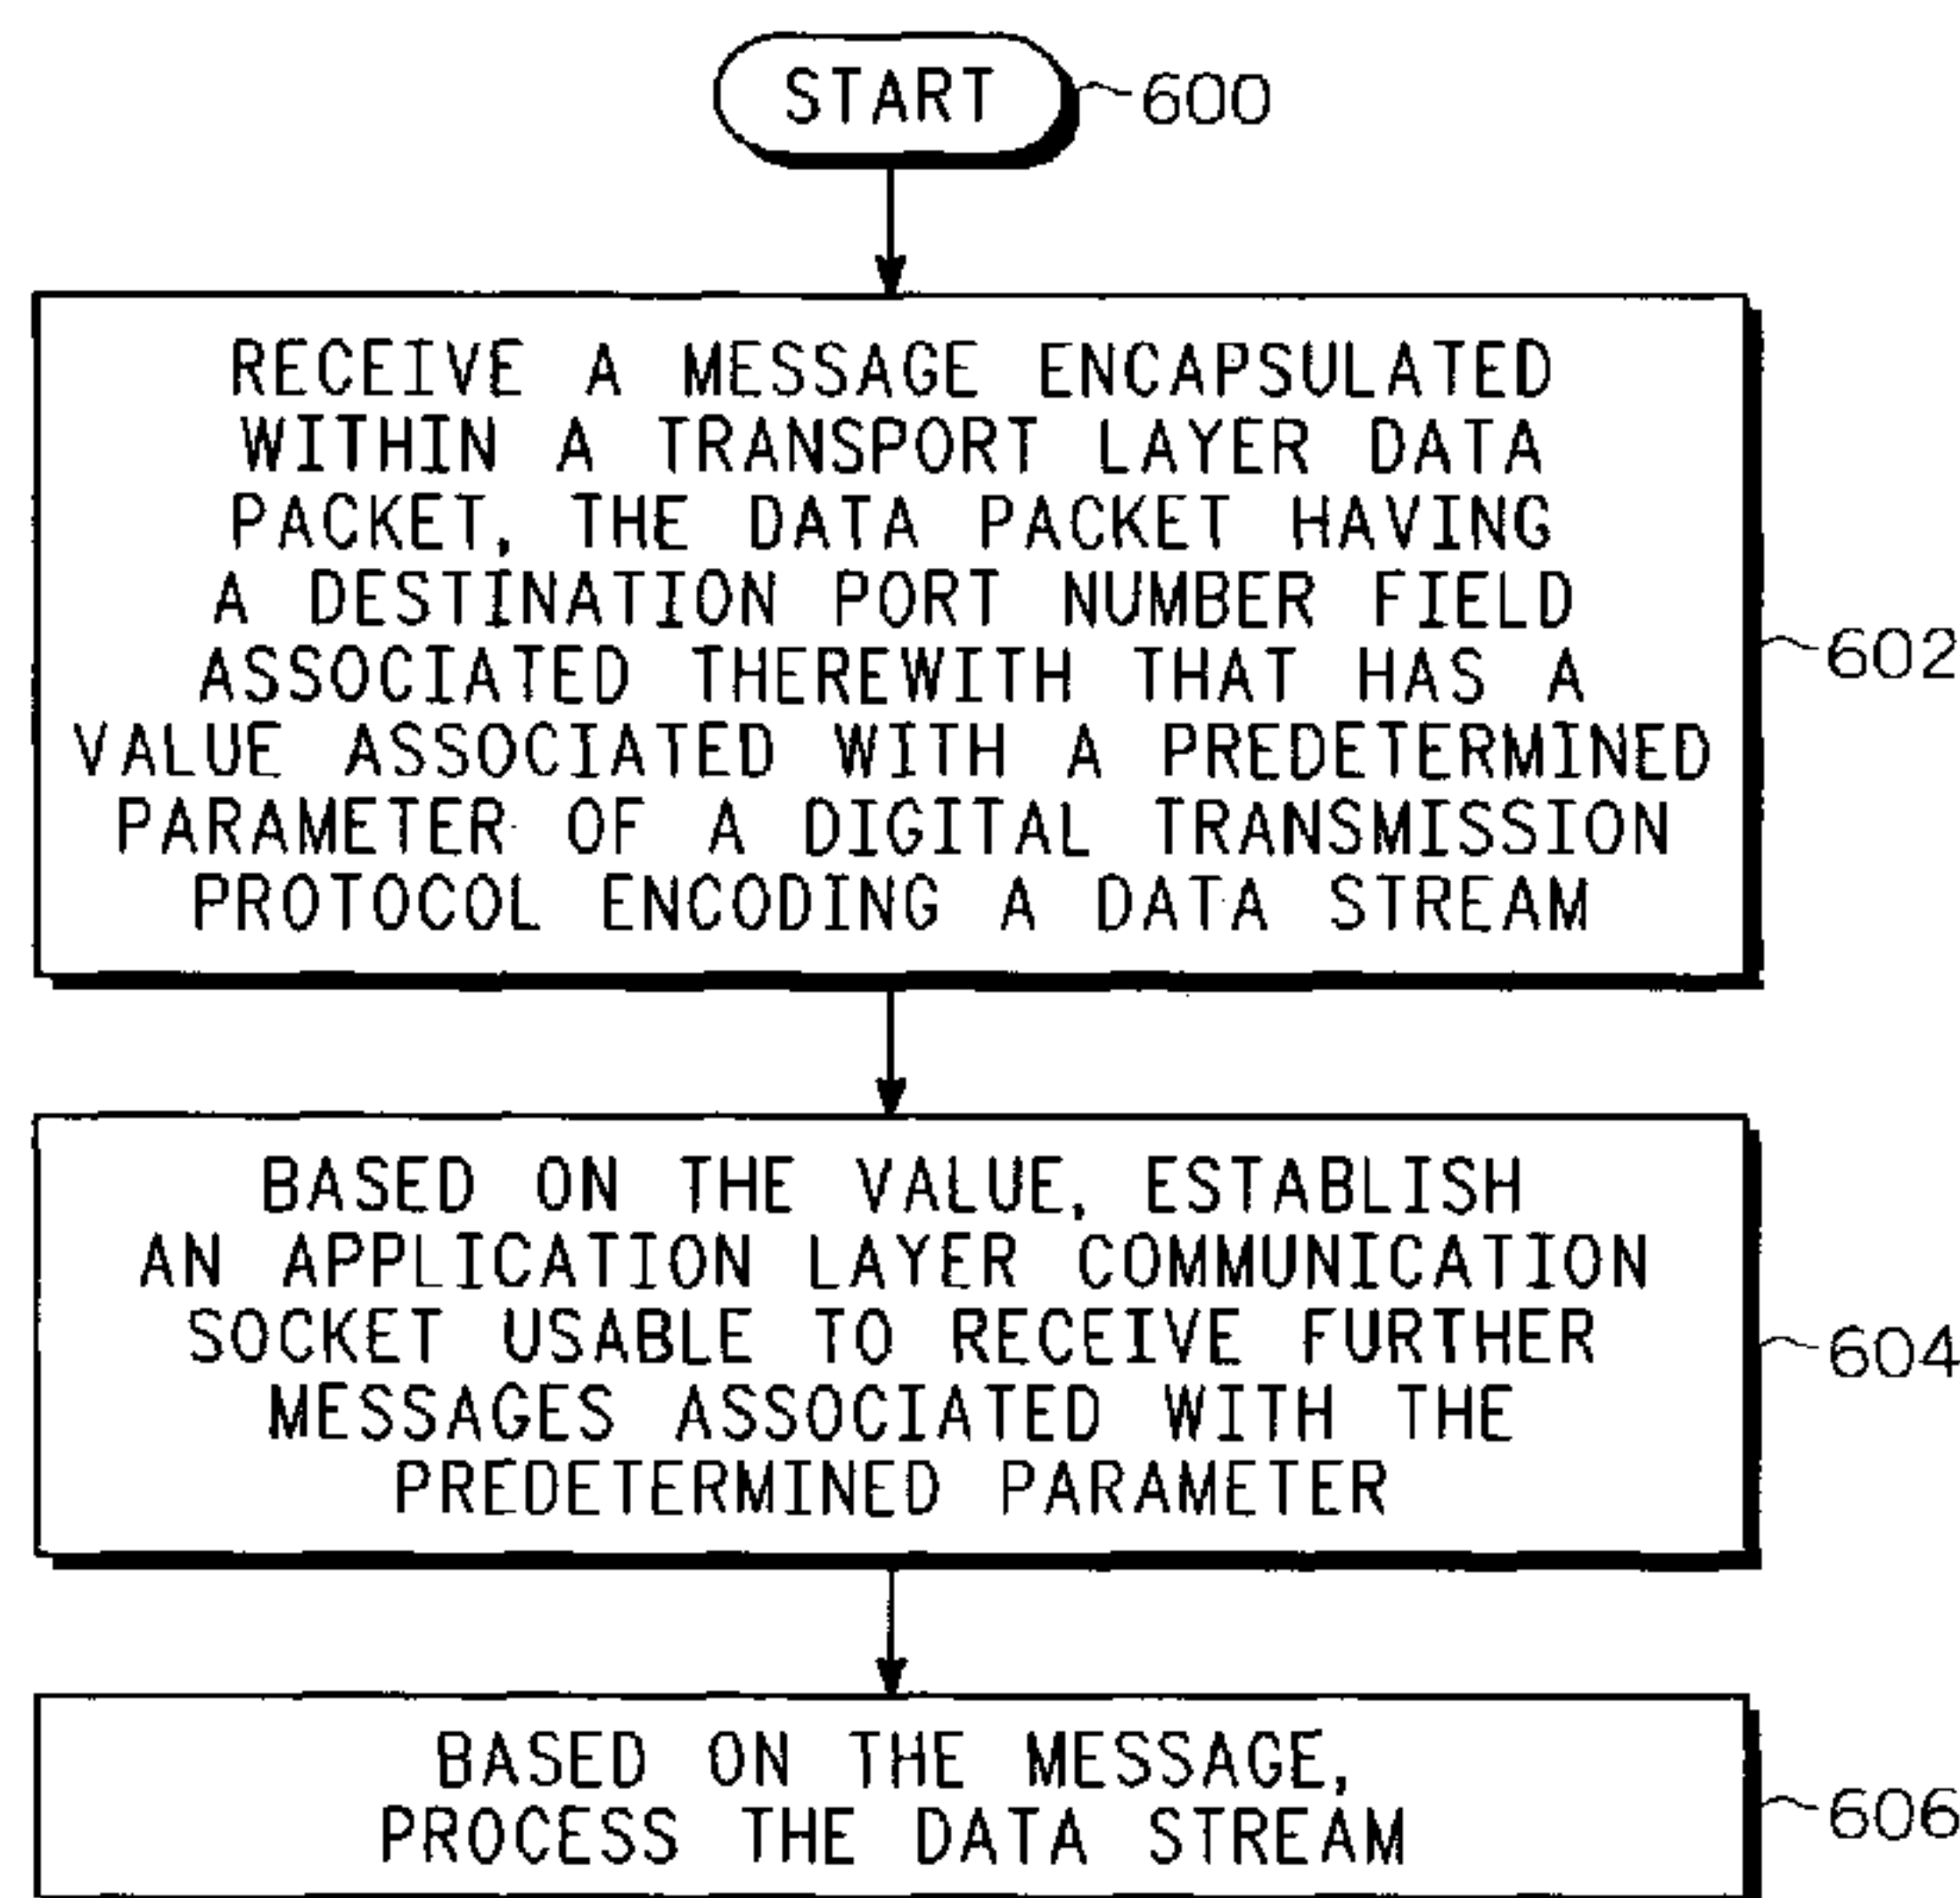 START
600
RECEIVE A MESSAGE ENCAPSULATED
WITHIN A TRANSPORT LAYER DATA
PACKET, THE DATA PACKET HAVING
A DESTINATION PORT NUMBER FIELD
ASSOCIATED THEREWITH THAT HAS A
VALUE ASSOCIATED WITH A PREDETERMINED
PARAMETER OF A DIGITAL TRANSMISSION
PROTOCOL ENCODING A DATA STREAM
602
BASED ON THE VALUE, ESTABLISH
AN APPLICATION LAYER COMMUNICATION
SOCKET USABLE TO RECEIVE FURTHER
MESSAGES ASSOCIATED WITH THE
PREDETERMINED PARAMETER
604
BASED ON THE MESSAGE,
PROCESS THE DATA STREAM
606